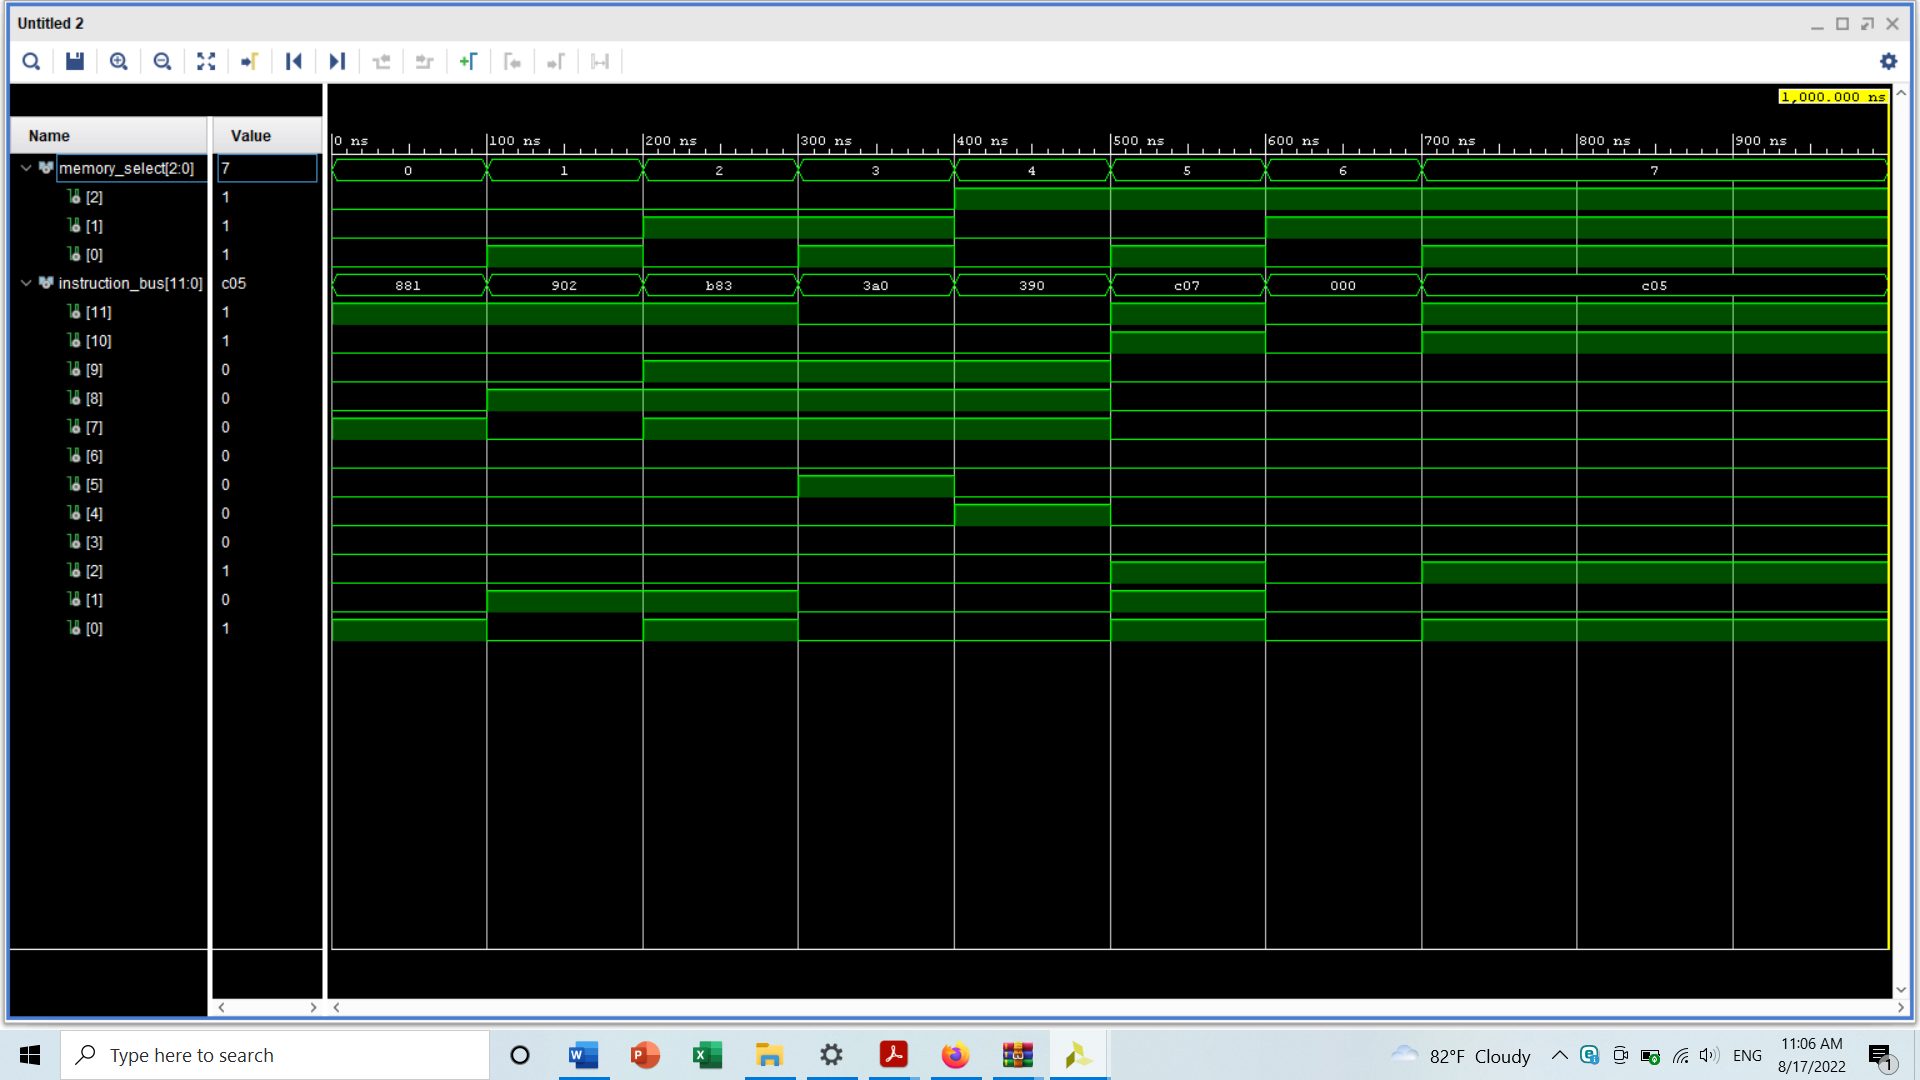 Untitled 2
1,000.000 ns
Name Value
0 ns 100 ns 200 ns 300 ns 400 ns 500 ns 600 ns 700 ns 800 ns 900 ns
memory_select[2:0] 7 0 1 2 3 4 5 6 7
[2] 1
[1] 1
[0] 1
instruction_bus[11:0] c05 881 902 b83 3a0 390 c07 000 c05
[11] 1
[10] 1
[9] 0
[8] 0
[7] 0
[6] 0
[5] 0
[4] 0
[3] 0
[2] 1
[1] 0
[0] 1
Type here to search
82°F Cloudy
ENG
11:06 AM
8/17/2022
1